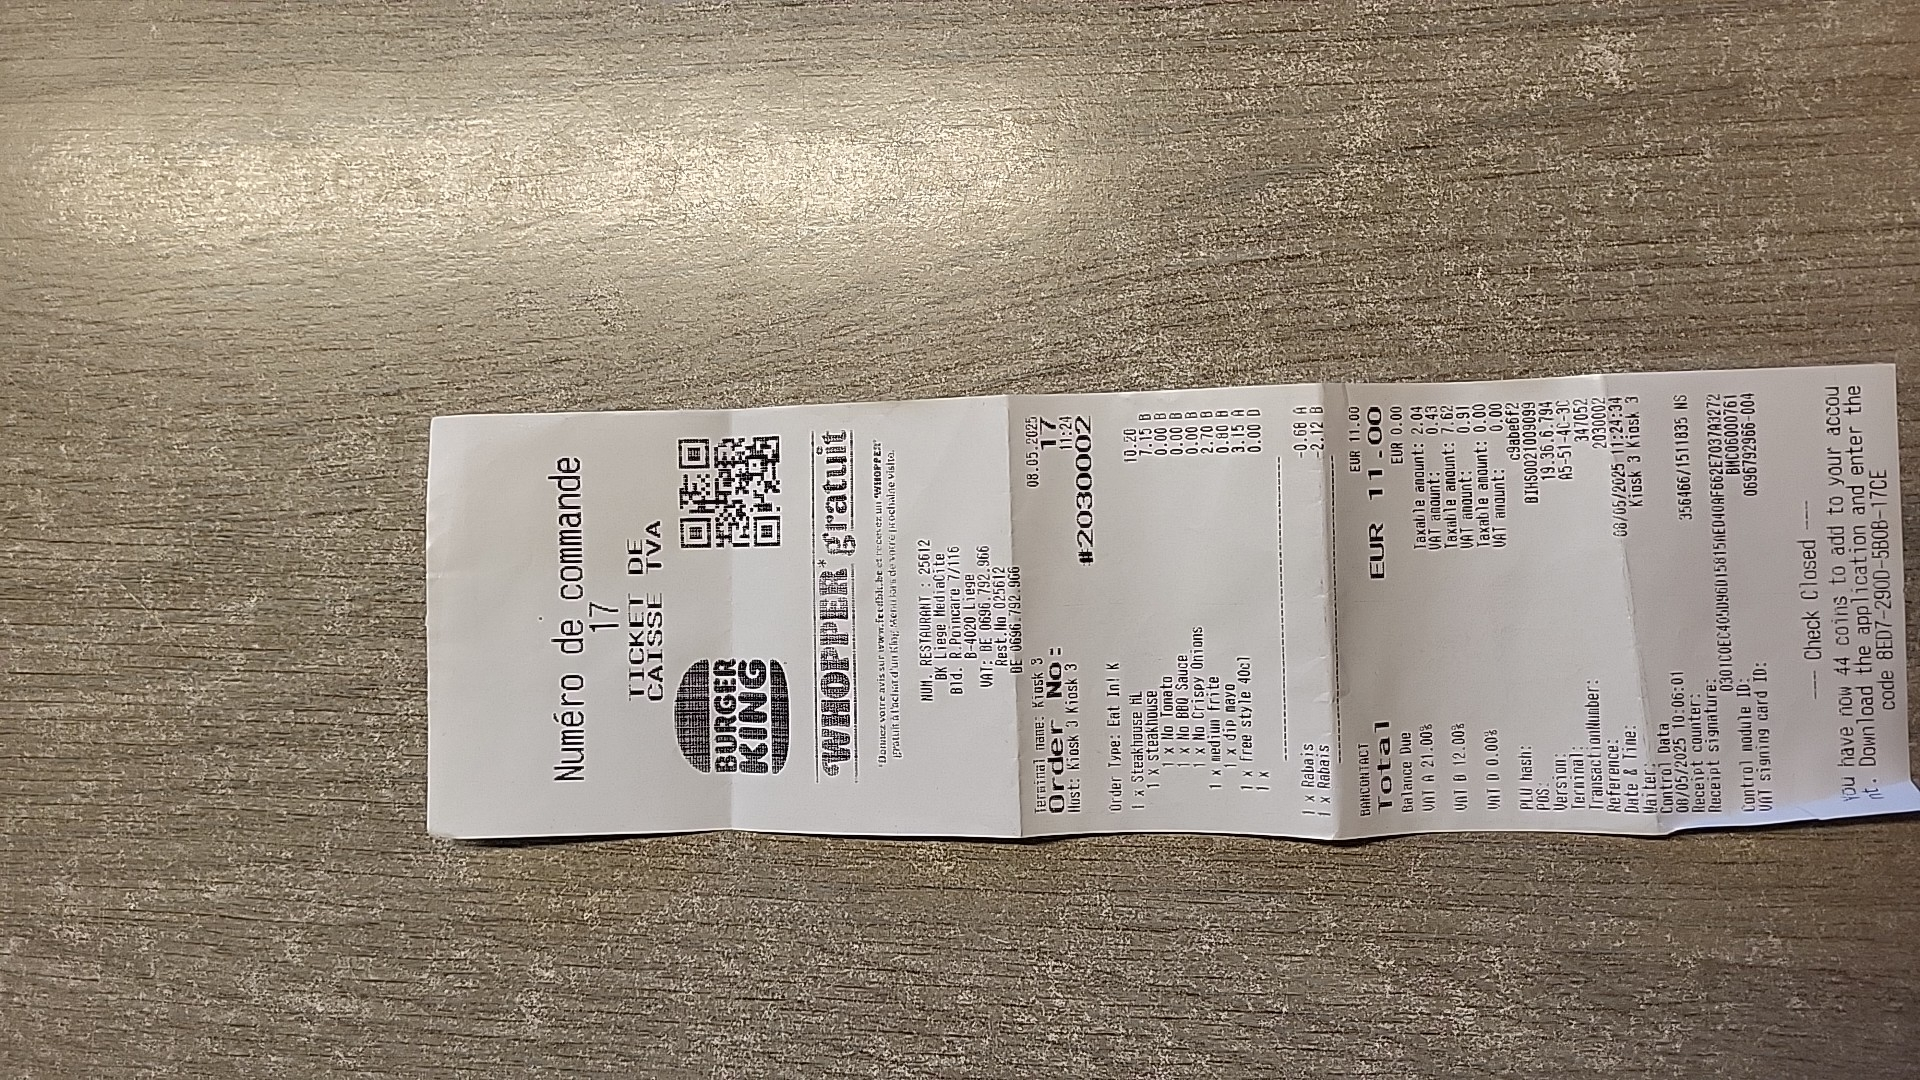 Numéro de commande
17
TICKET DE
CAISSE TVA
BURGER
KING
WHOPPER* gratuit
*Donnez votre avis sur www.feedbk.be et recevez un WHOPPER
gratuit à l'achat d'un King Menu lors de votre prochaine visite.
NUM. RESTAURANT : 25612
BK Liege MediaCite
Bld. R.Poincare 7/116
B-4020 Liege
VAT: BE 0696.792.966
Rest.No 025612
DE 0696.792.966
Terminal name: Kiosk 3 08.05.2025
Order No: 17
Host: Kiosk 3 Kiosk 3 11:24
#2030002
Order Type: Eat In! K
1 x Steakhouse ML 10.20
1 x steakhouse 7.15 B
1 x No Tomato 0.00 B
1 x No BBQ Sauce 0.00 B
1 x No Crispy Onions 0.00 B
1 x medium Frite 2.70 B
1 x dip mayo 0.80 B
1 x free style 40cl 3.15 A
1 x 0.00 D
1 x Rabais -0.68 A
1 x Rabais -2.12 B
BANCONTACT EUR 11.00
Total EUR 11.00
Balance Due EUR 0.00
VAT A 21.00% Taxable amount: 2.04
VAT amount: 0.43
VAT B 12.00% Taxable amount: 7.62
VAT amount: 0.91
VAT D 0.00% Taxable amount: 0.00
VAT amount: 0.00
PLU hash: c9abe6f2
POS:
Version: 19.36.6.794
Terminal: A5-51-4C-3C
TransactionNumber: 347052
Reference: 2030002
Date & Time: 08/05/2025 11:24:34
Waiter: Kiosk 3 Kiosk 3
Control Data
08/05/2025 10:06:01
Receipt counter: 356466/1511835 NS
Receipt signature:
Control module ID: BMC06000761
VAT signing card ID: 0696792966-004
---- Check Closed ----
You have now 44 coins to add to your accou
nt. Download the application and enter the
code 8ED7-290D-5B0B-17CE